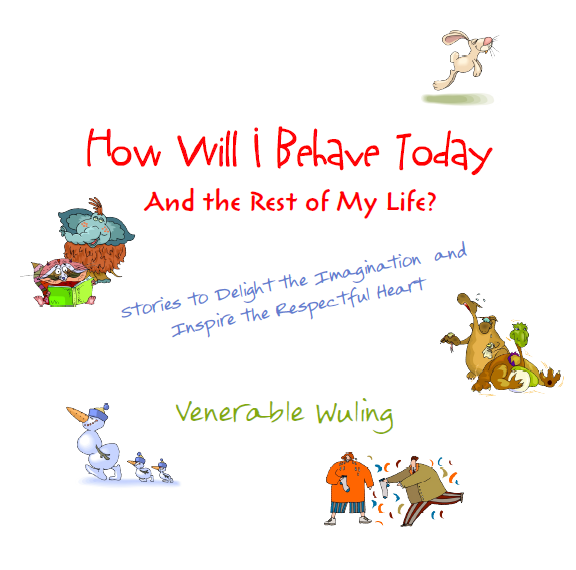 How Will I Behave Today
And the Rest of My Life?
Stories to Delight the Imagination and
Inspire the Respectful Heart
Venerable Wuling